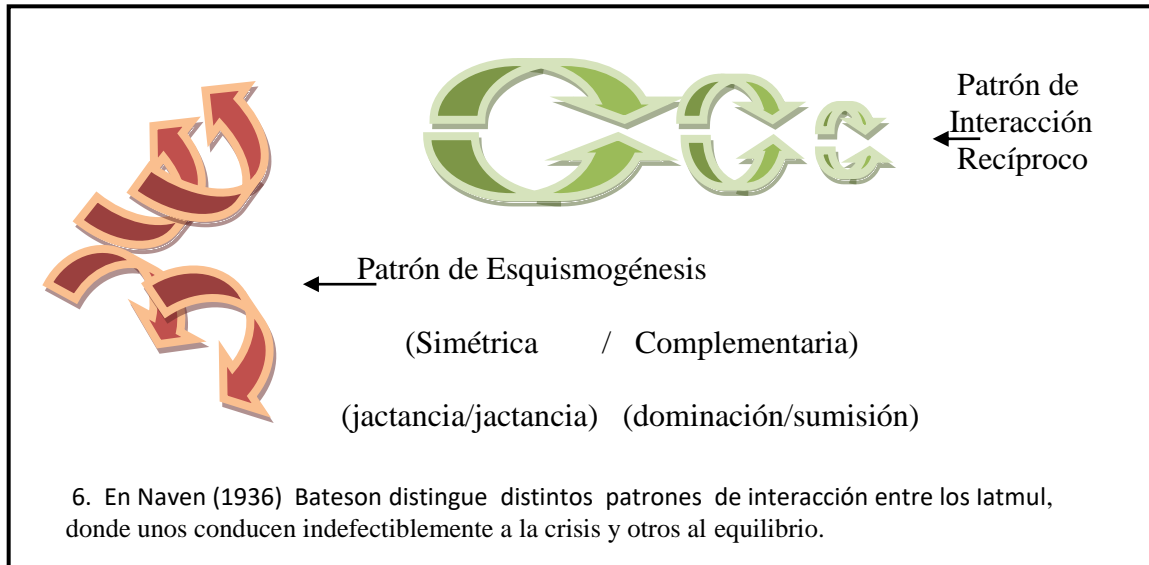 Patrón de
Interacción
Recíproco
Patrón de Esquismogénesis
(Simétrica / Complementaria)
(jactancia/jactancia) (dominación/sumisión)
6. En Naven (1936) Bateson distingue distintos patrones de interacción entre los Iatmul,
donde unos conducen indefectiblemente a la crisis y otros al equilibrio.